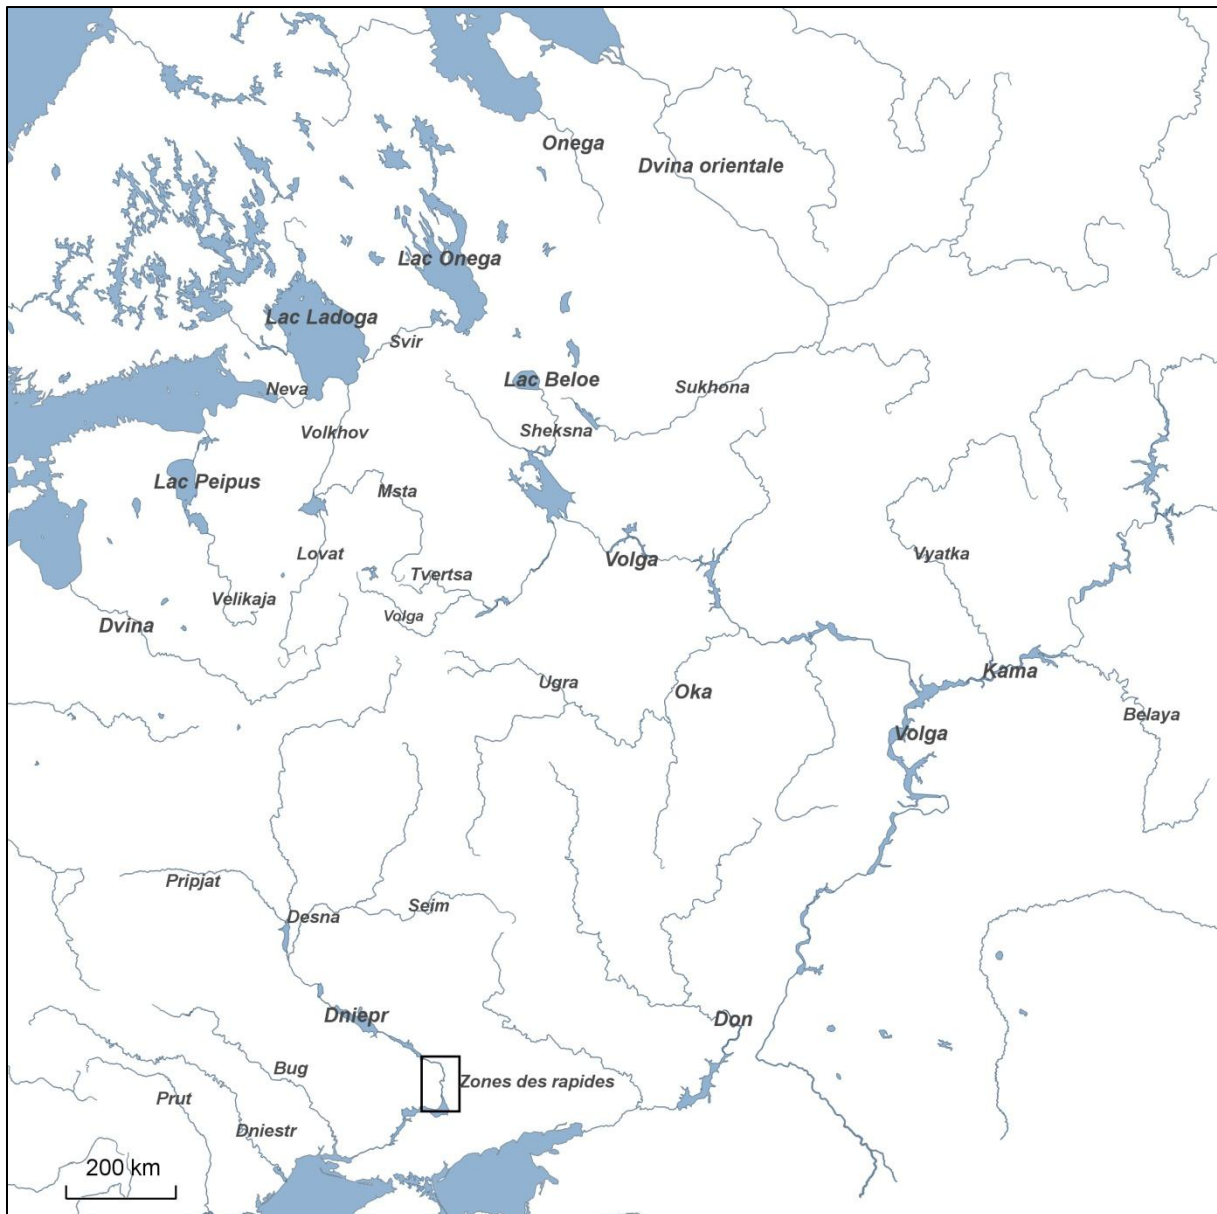 Onega
Dvina orientale
Lac Onega
Lac Ladoga
Svir
Lac Beloe
Neva
Sukhona
Volkhov
Sheksna
Lac Peipus
Msta
Lovat
Volga
Vyatka
Tvertsa
Velikaja
Volga
Dvina
Ugra
Oka
Kama
Belaya
Volga
Pripjat
Desna
Seim
Dniepr
Don
Bug
Zones des rapides
Prut
Dniestr
200 km